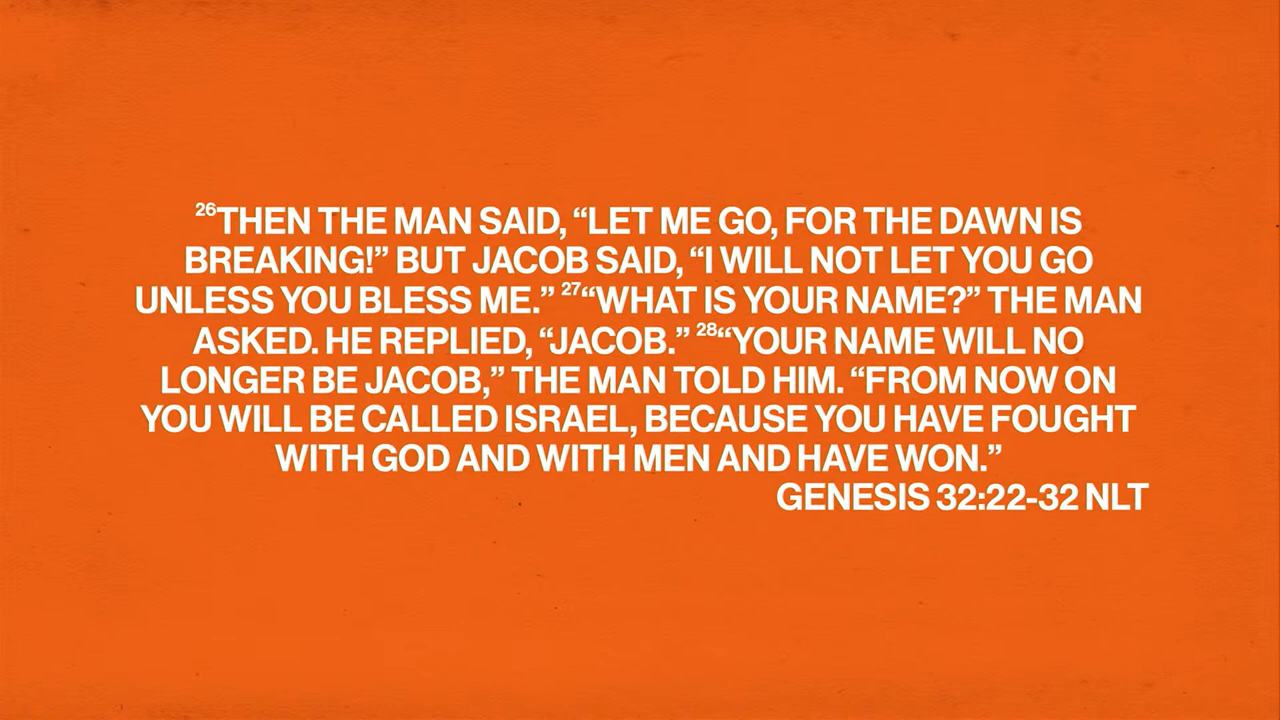 ²⁶THEN THE MAN SAID, “LET ME GO, FOR THE DAWN IS
BREAKING!” BUT JACOB SAID, “I WILL NOT LET YOU GO
UNLESS YOU BLESS ME.” ²⁷“WHAT IS YOUR NAME?” THE MAN
ASKED. HE REPLIED, “JACOB.” ²⁸“YOUR NAME WILL NO
LONGER BE JACOB,” THE MAN TOLD HIM. “FROM NOW ON
YOU WILL BE CALLED ISRAEL, BECAUSE YOU HAVE FOUGHT
WITH GOD AND WITH MEN AND HAVE WON.”
GENESIS 32:22-32 NLT